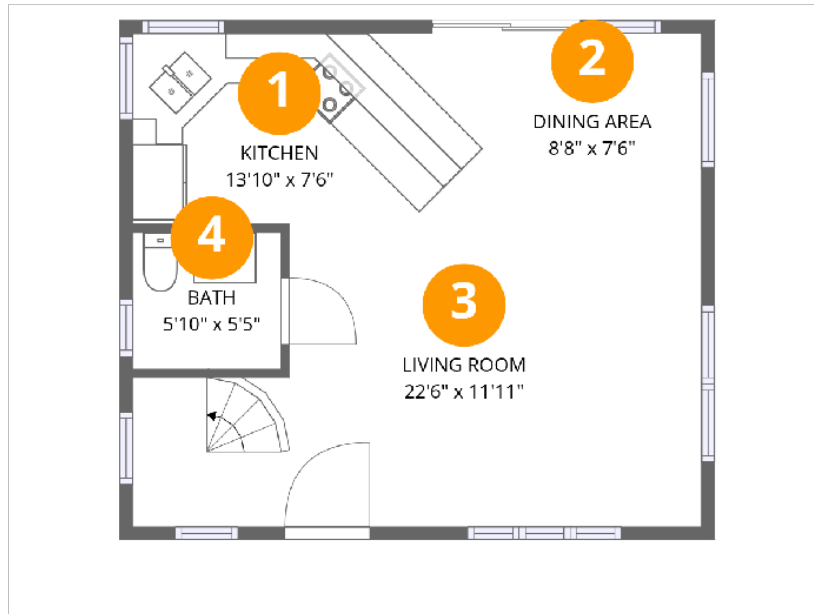 1
KITCHEN
13'10" x 7'6"
2
DINING AREA
8'8" x 7'6"
4
BATH
5'10" x 5'5"
3
LIVING ROOM
22'6" x 11'11"